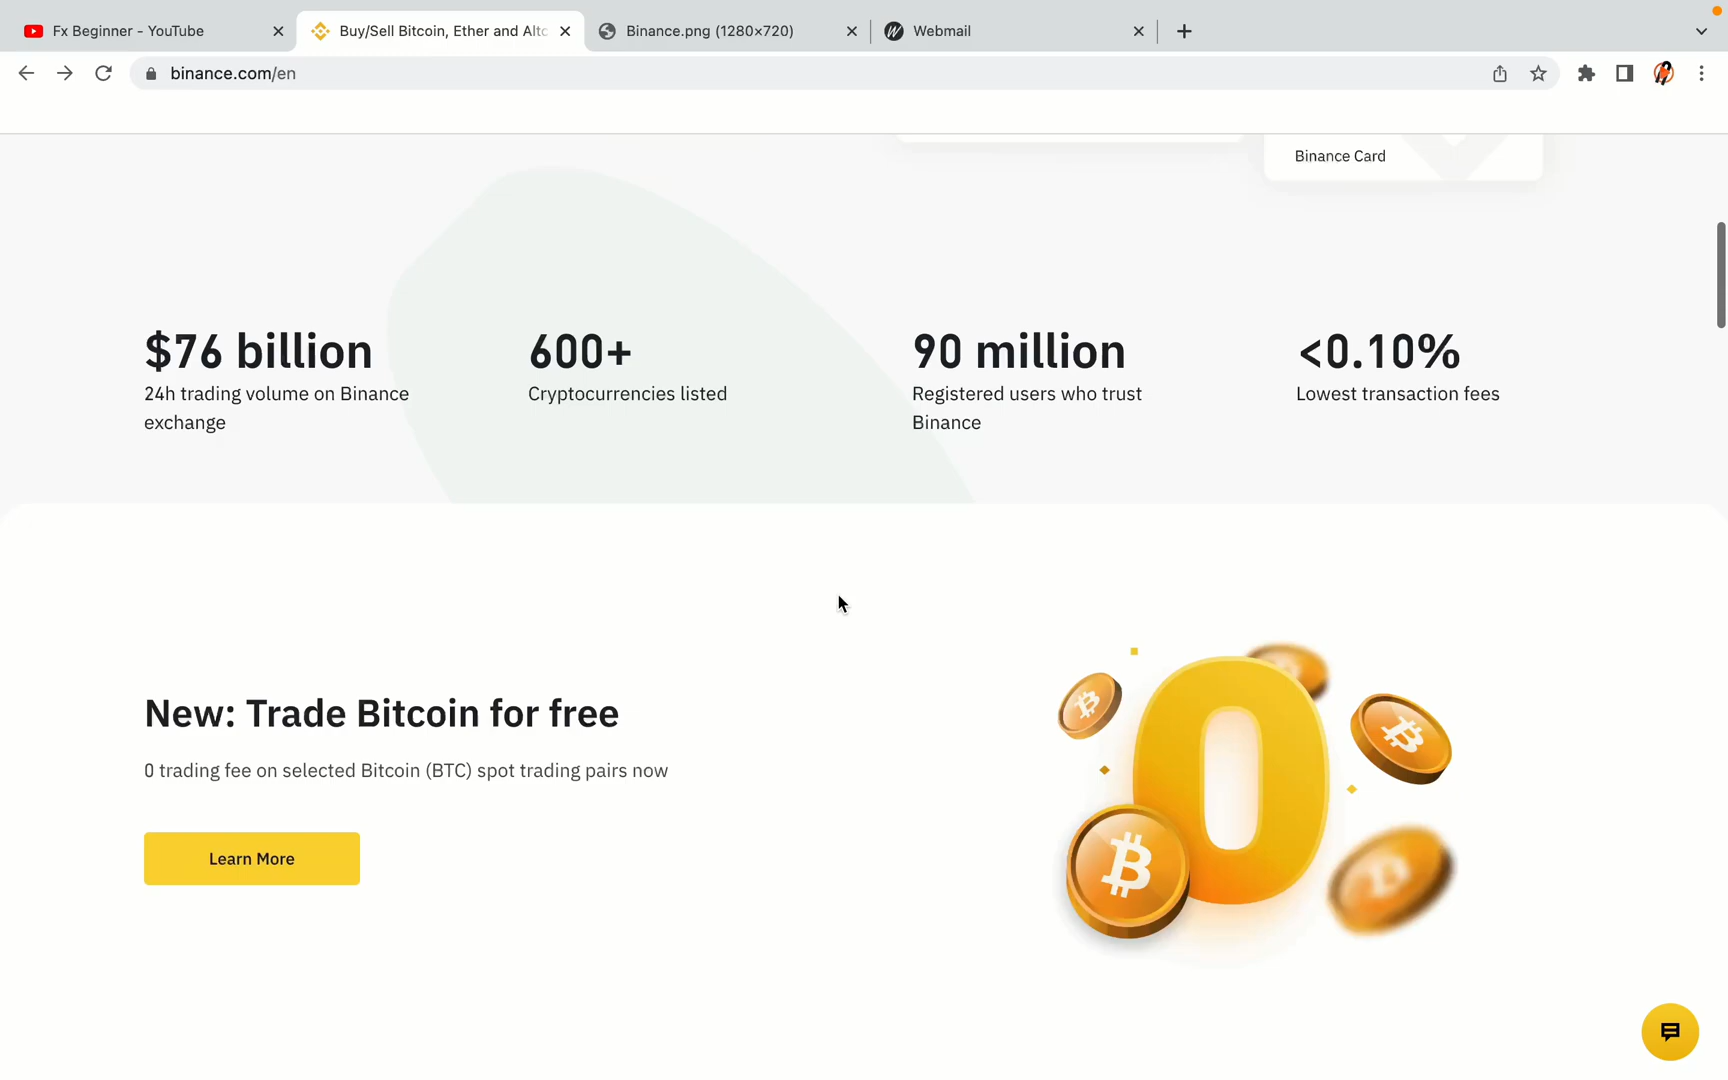 Fx Beginner - YouTube
Buy/Sell Bitcoin, Ether and Altc
Binance.png (1280×720)
Webmail
binance.com/en
Binance Card
$76 billion
600+
90 million
<0.10%
24h trading volume on Binance
exchange
Cryptocurrencies listed
Registered users who trust
Binance
Lowest transaction fees
New: Trade Bitcoin for free
0 trading fee on selected Bitcoin (BTC) spot trading pairs now
Learn More
0